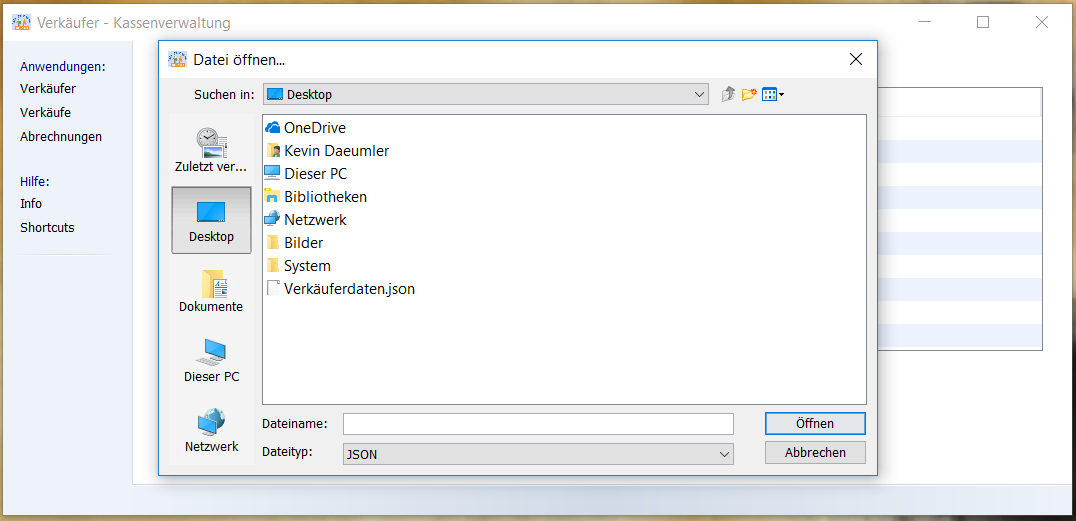 Verkäufer - Kassenverwaltung
Anwendungen:
Verkäufer
Verkäufe
Abrechnungen
Hilfe:
Info
Shortcuts
Datei öffnen...
Suchen in:
Desktop
Zuletzt ver...
Desktop
Dokumente
Dieser PC
Netzwerk
OneDrive
Kevin Daeumler
Dieser PC
Bibliotheken
Netzwerk
Bilder
System
Verkäuferdaten.json
Dateiname:
Öffnen
Dateityp:
JSON
Abbrechen